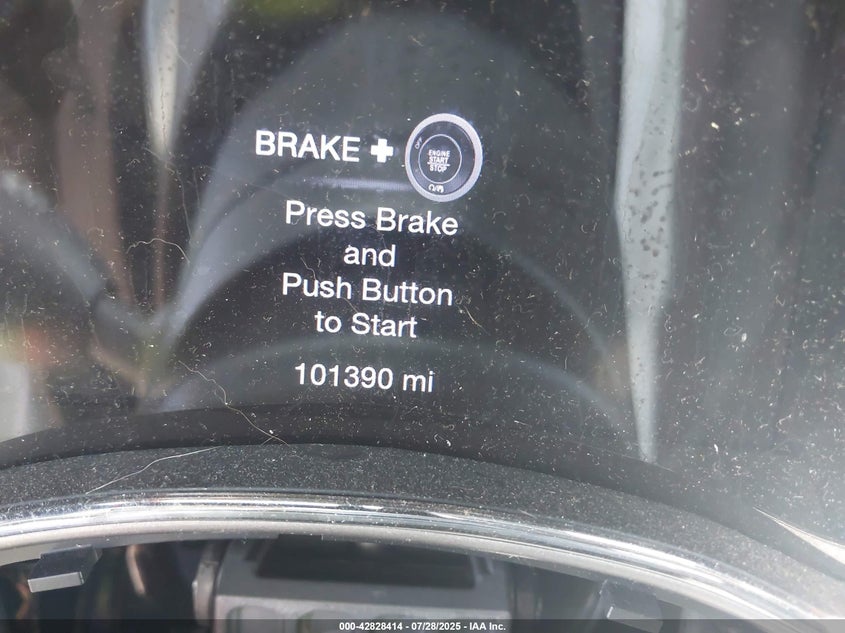 BRAKE + ENGINE START STOP
Press Brake
and
Push Button
to Start
101390 mi
000-42828414 - 07/28/2025 - IAA Inc.